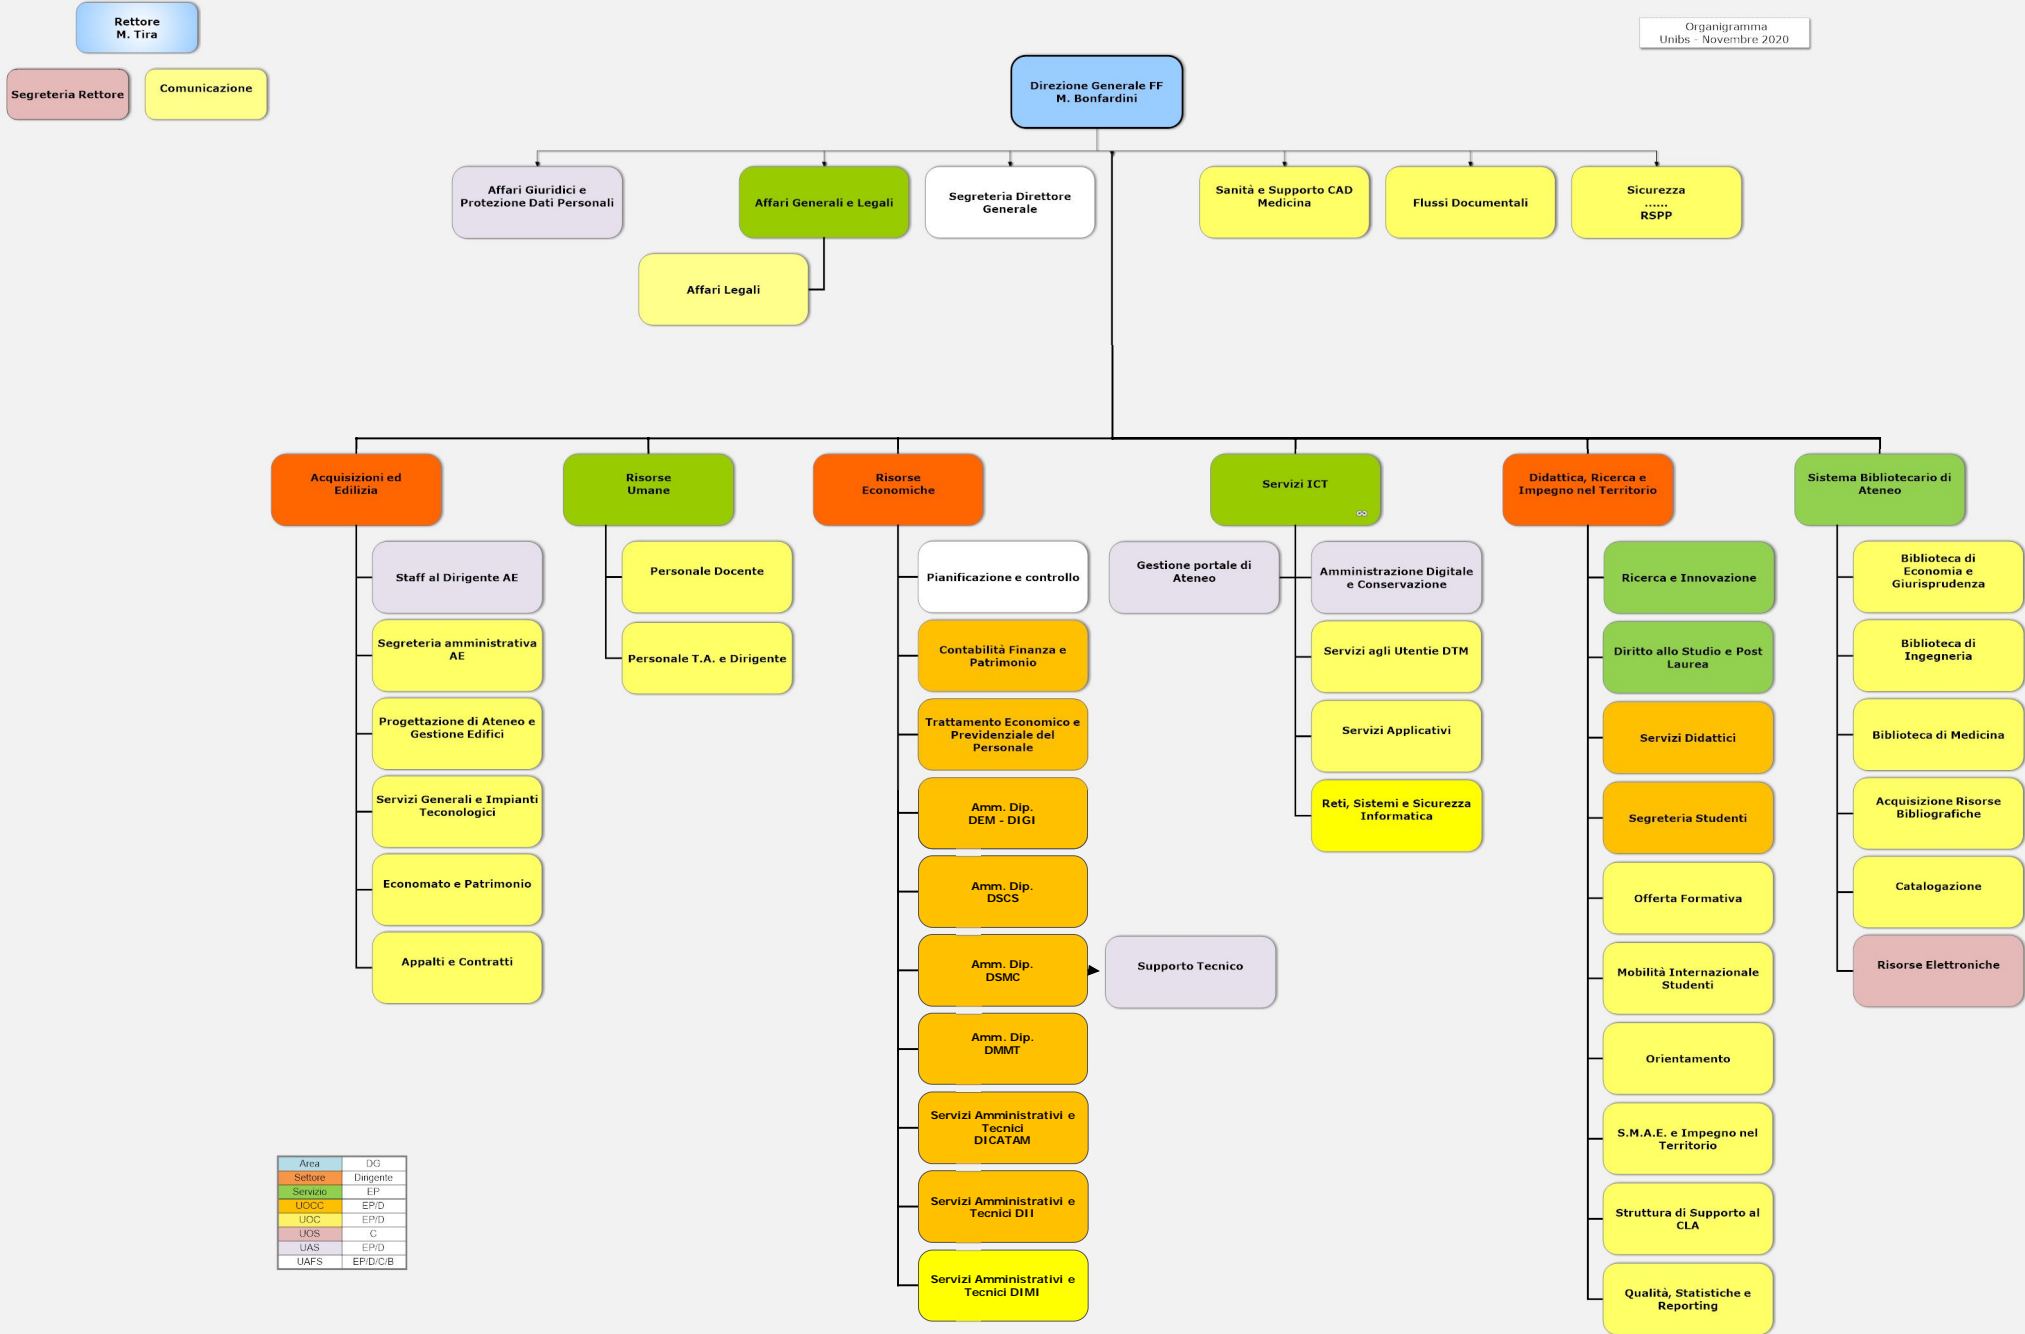 Rettore
M. Tira
Organigramma
Unibs - Novembre 2020
Segreteria Rettore
Comunicazione
Direzione Generale FF
M. Bonfardini
Affari Giuridici e
Protezione Dati Personali
Affari Generali e Legali
Segreteria Direttore
Generale
Sanità e Supporto CAD
Medicina
Flussi Documentali
Sicurezza
......
RSPP
Affari Legali
Acquisizioni ed
Edilizia
Staff al Dirigente AE
Segreteria amministrativa
AE
Progettazione di Ateneo e
Gestione Edifici
Servizi Generali e Impianti
Teconologici
Economato e Patrimonio
Appalti e Contratti
Risorse
Umane
Personale Docente
Personale T.A. e Dirigente
Risorse
Economiche
Pianificazione e controllo
Contabilità Finanza e
Patrimonio
Trattamento Economico e
Previdenziale del
Personale
Amm. Dip.
DEM - DIGI
Amm. Dip.
DSCS
Amm. Dip.
DSMC
Supporto Tecnico
Amm. Dip.
DMMT
Servizi Amministrativi e
Tecnici
DICATAM
Servizi Amministrativi e
Tecnici DII
Servizi Amministrativi e
Tecnici DIMI
Servizi ICT
Gestione portale di
Ateneo
Amministrazione Digitale
e Conservazione
Servizi agli Utentie DTM
Servizi Applicativi
Reti, Sistemi e Sicurezza
Informatica
Didattica, Ricerca e
Impegno nel Territorio
Ricerca e Innovazione
Diritto allo Studio e Post
Laurea
Servizi Didattici
Segreteria Studenti
Offerta Formativa
Mobilità Internazionale
Studenti
Orientamento
S.M.A.E. e Impegno nel
Territorio
Struttura di Supporto al
CLA
Qualità, Statistiche e
Reporting
Sistema Bibliotecario di
Ateneo
Biblioteca di
Economia e
Giurisprudenza
Biblioteca di
Ingegneria
Biblioteca di Medicina
Acquisizione Risorse
Bibliografiche
Catalogazione
Risorse Elettroniche
Area DG
Settore Dirigente
Servizio EP
UOCC EP/D
UOC EP/D
UOS C
UAS EP/D
UAFS EP/D/C/B